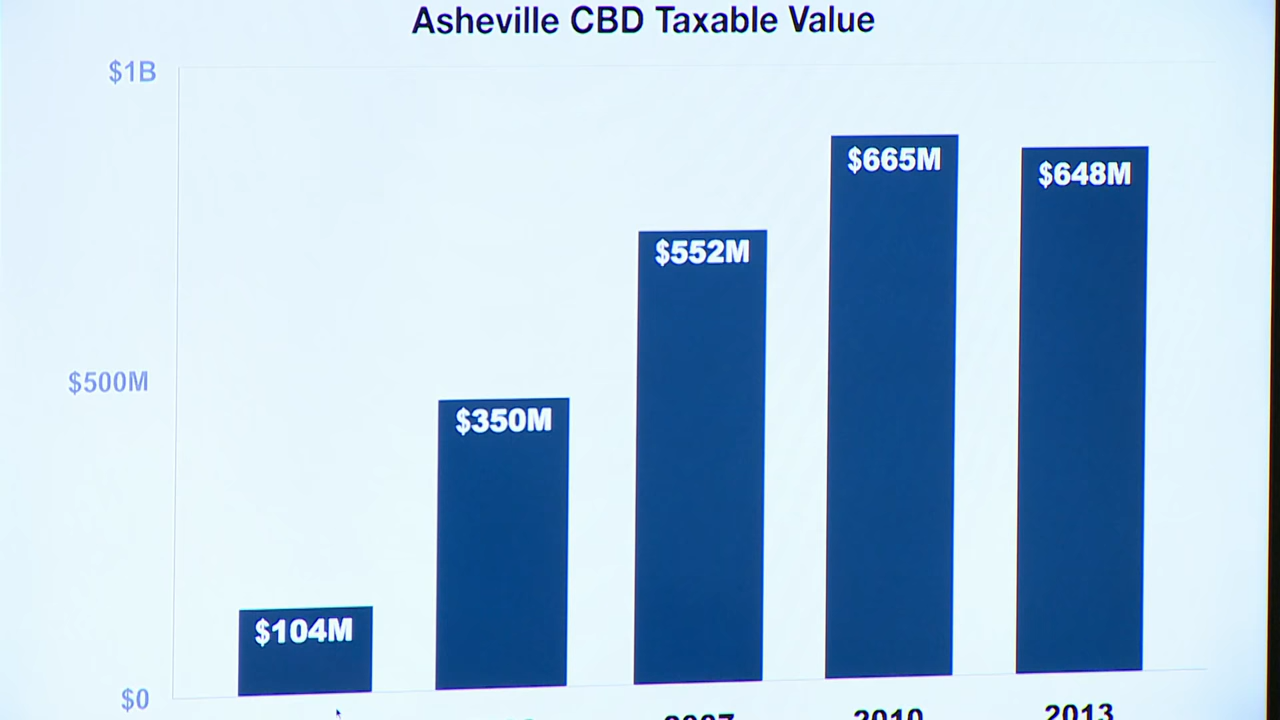 Asheville CBD Taxable Value
$1B
$665M
$648M
$552M
$500M
$350M
$104M
$0
2007 2010 2013